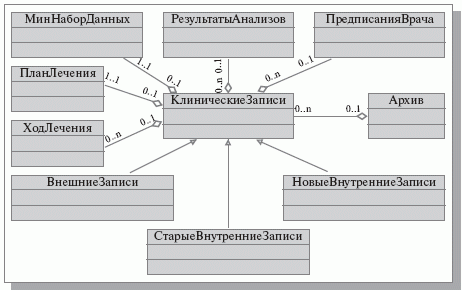 МинНаборДанных
РезультатыАнализов
ПредписанияВрача
1..1
0..1
0..n
0..1
0..n
0..1
ПланЛечения
1..1
0..1
КлиническиеЗаписи
0..n
0..1
Архив
ХодЛечения
0..n
0..1
ВнешниеЗаписи
НовыеВнутренниеЗаписи
СтарыеВнутренниеЗаписи